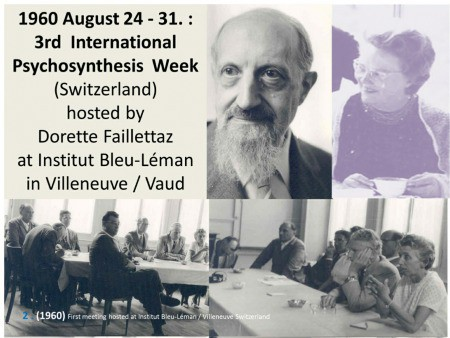 1960 August 24 - 31. :
3rd International
Psychosynthesis Week
(Switzerland)
hosted by
Dorette Faillettaz
at Institut Bleu-Léman
in Villeneuve / Vaud
2. (1960) First meeting hosted at Institut Bleu-Léman / Villeneuve Switzerland